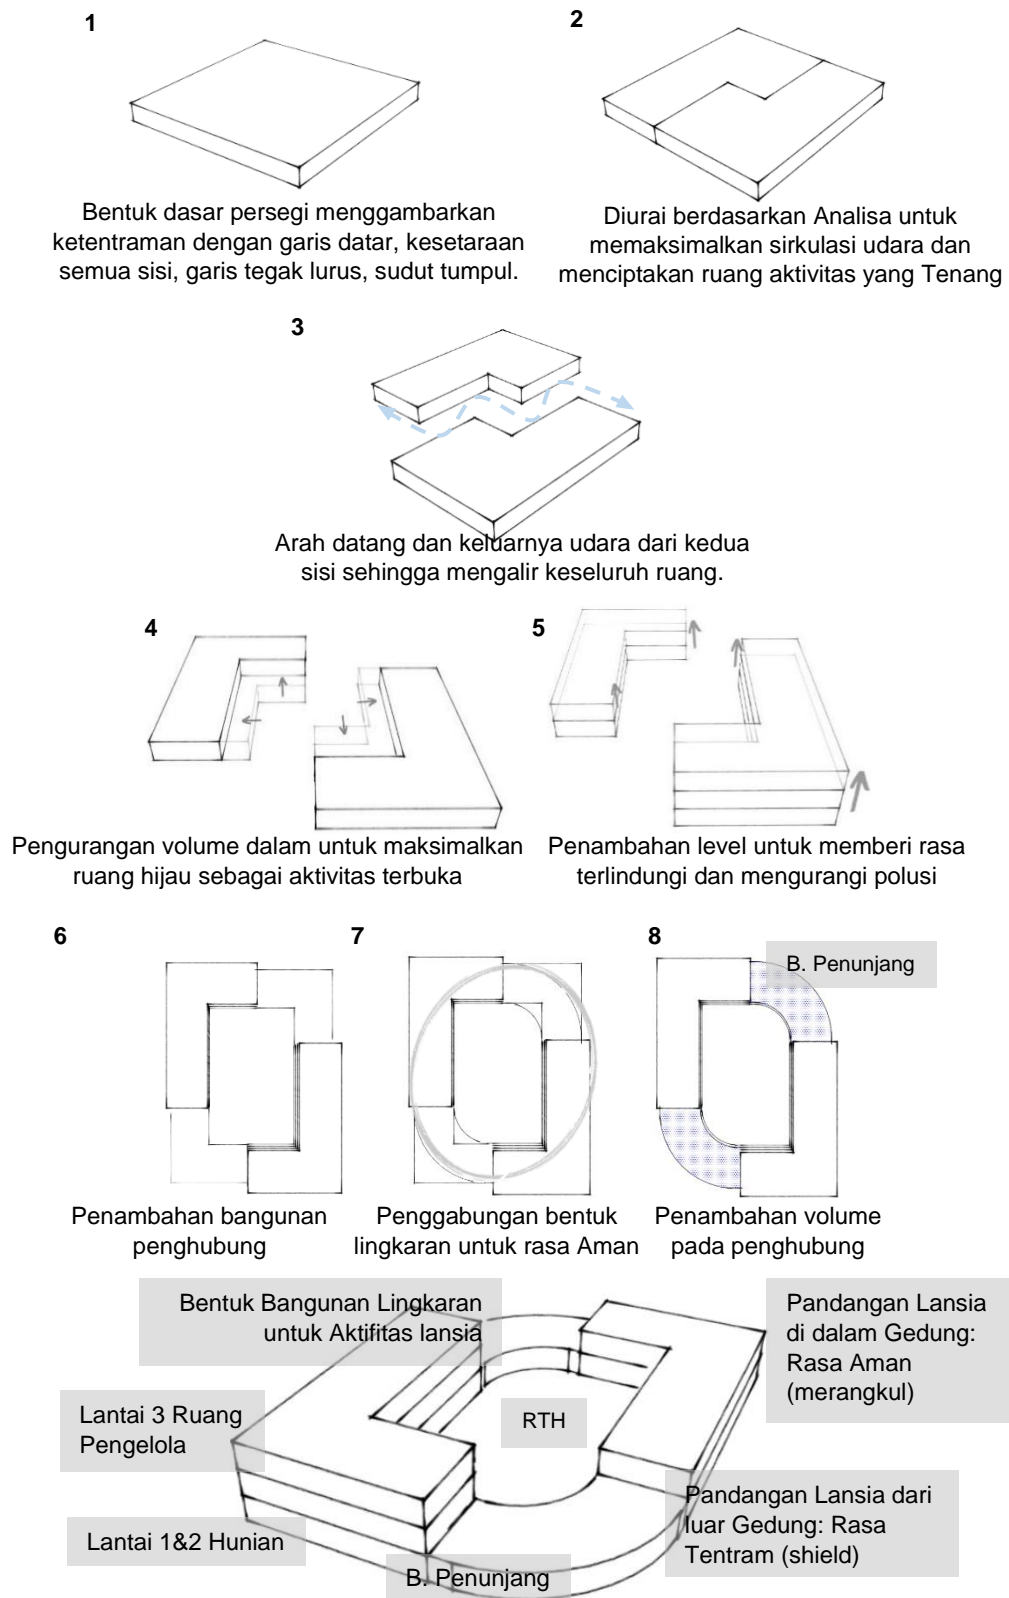 1
Bentuk dasar persegi menggambarkan
ketentraman dengan garis datar, kesetaraan
semua sisi, garis tegak lurus, sudut tumpul.
2
Diurai berdasarkan Analisa untuk
memaksimalkan sirkulasi udara dan
menciptakan ruang aktivitas yang Tenang
3
Arah datang dan keluarnya udara dari kedua
sisi sehingga mengalir keseluruh ruang.
4
Pengurangan volume dalam untuk maksimalkan
ruang hijau sebagai aktivitas terbuka
5
Penambahan level untuk memberi rasa
terlindungi dan mengurangi polusi
6
Penambahan bangunan
penghubung
7
Penggabungan bentuk
lingkaran untuk rasa Aman
8
B. Penunjang
Penambahan volume
pada penghubung
Bentuk Bangunan Lingkaran
untuk Aktifitas lansia
Pandangan Lansia
di dalam Gedung:
Rasa Aman
(merangkul)
Lantai 3 Ruang
Pengelola
RTH
Lantai 1&2 Hunian
Pandangan Lansia dari
luar Gedung: Rasa
Tentram (shield)
B. Penunjang